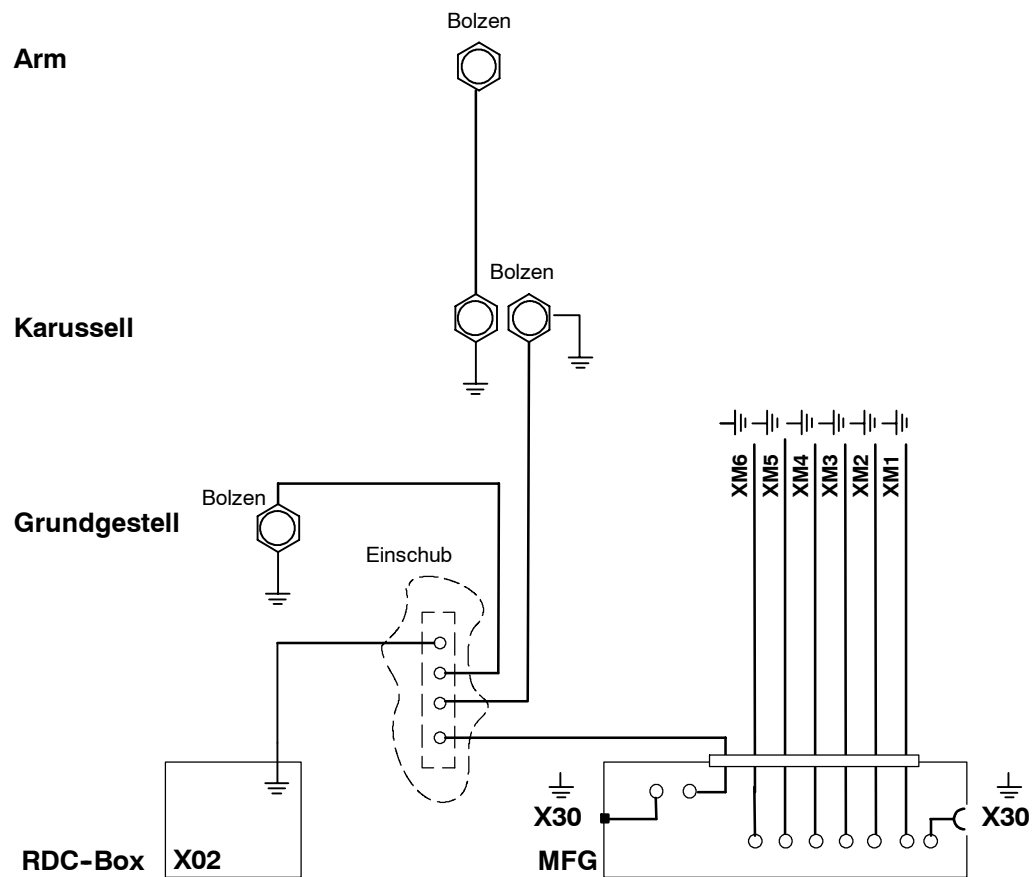 Bolzen
Arm
Bolzen
Karussell
XM6
XM5
XM4
XM3
XM2
XM1
Bolzen
Grundgestell
Einschub
X30
X30
RDC-Box
X02
MFG